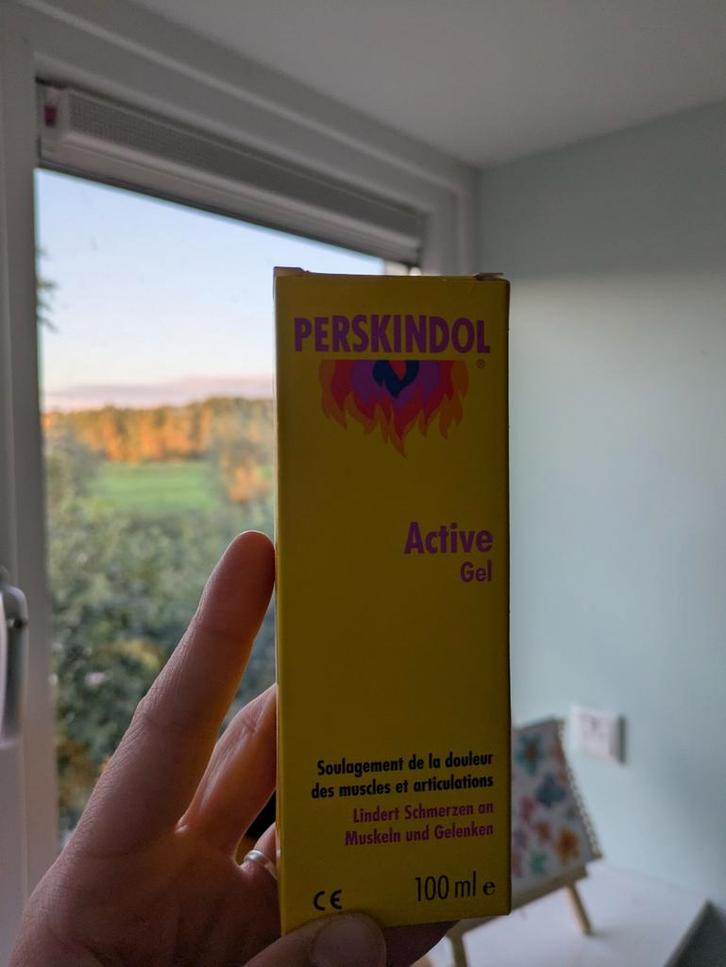 PERSKINDOL
®
Active
Gel
Soulagement de la douleur
des muscles et articulations
Lindert Schmerzen an
Muskeln und Gelenken
CE 100 ml e